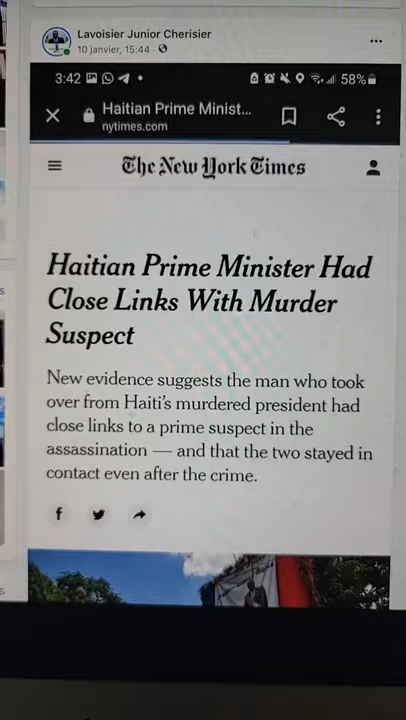 Lavoisier Junior Cherisier
10 janvier, 15:44
3:42
58%
Haitian Prime Minist...
nytimes.com
The New York Times
Haitian Prime Minister Had
Close Links With Murder
Suspect
New evidence suggests the man who took
over from Haiti's murdered president had
close links to a prime suspect in the
assassination — and that the two stayed in
contact even after the crime.